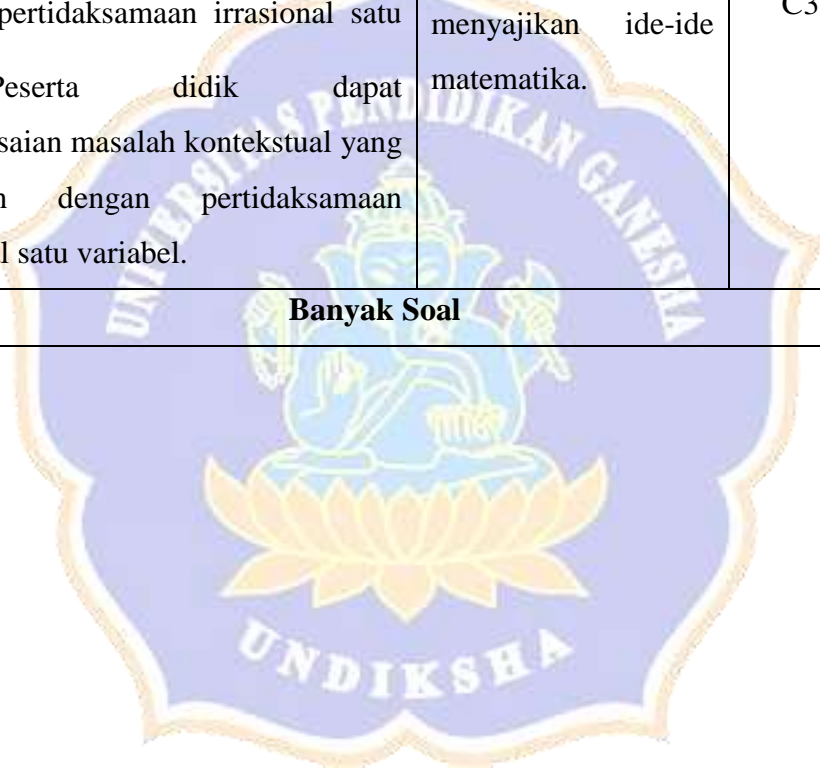 pertidaksamaan irrasional satu
Peserta didik dapat
saian masalah kontekstual yang
dengan pertidaksamaan
satu variabel.
menyajikan ide-ide
matematika.
C3
Banyak Soal
UNIVERSITAS PENDIDIKAN GANESHA
UNDIKSHA